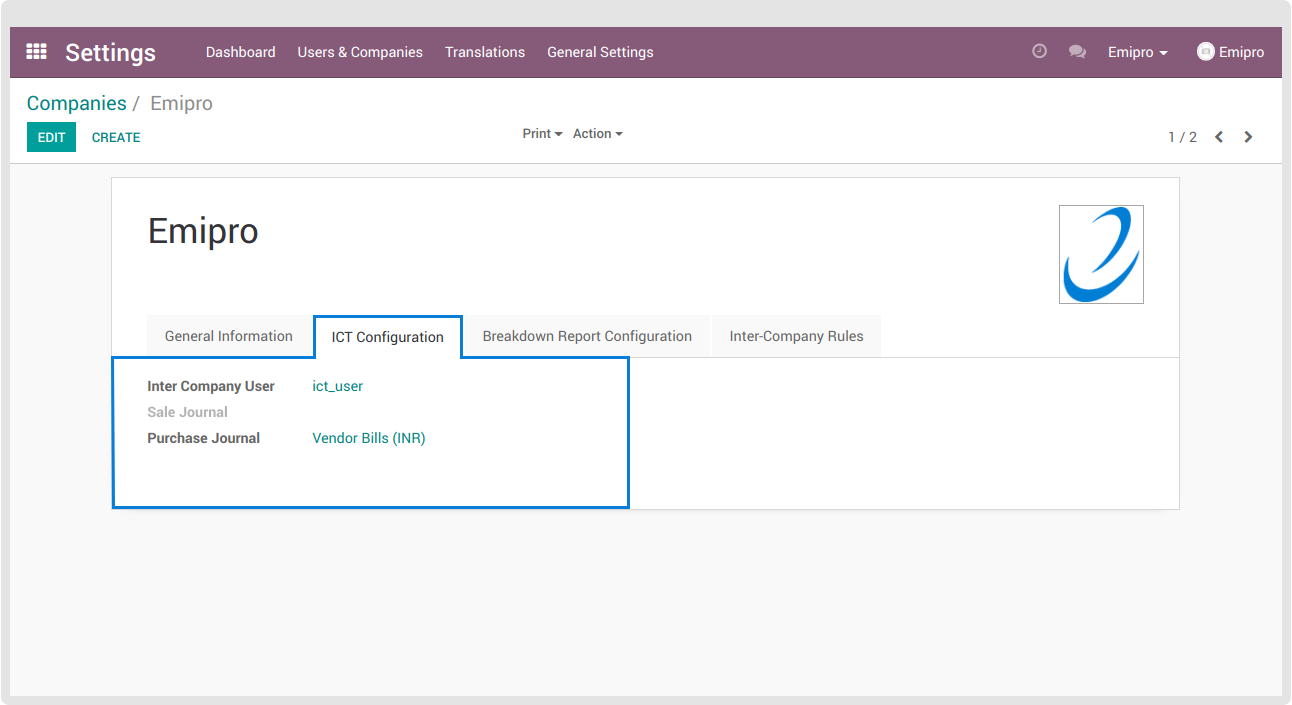 Settings Dashboard Users & Companies Translations General Settings Emipro Emipro
Companies / Emipro
EDIT CREATE Print Action 1 / 2
Emipro
General Information ICT Configuration Breakdown Report Configuration Inter-Company Rules
Inter Company User ict_user
Sale Journal
Purchase Journal Vendor Bills (INR)